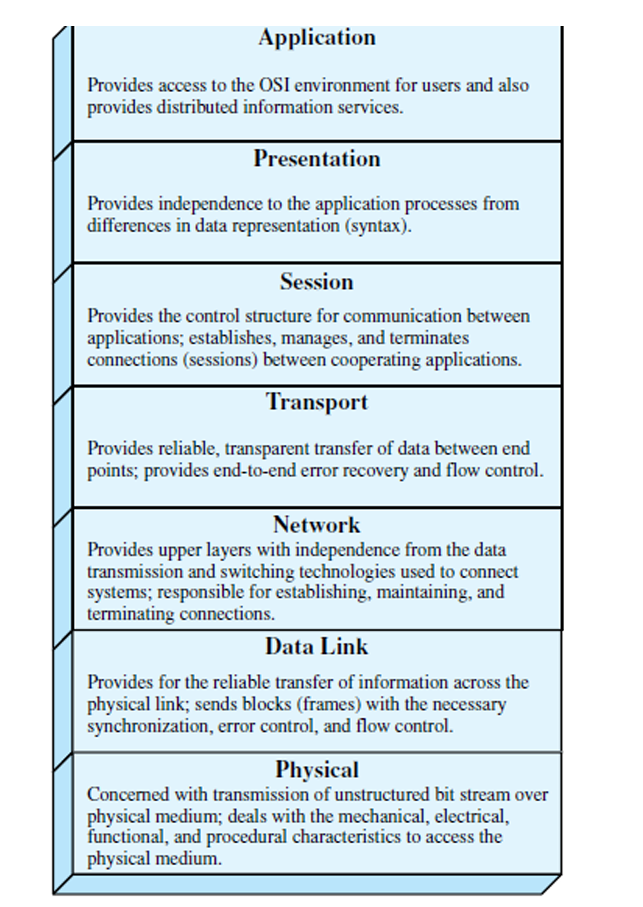 Application
Provides access to the OSI environment for users and also
provides distributed information services.
Presentation
Provides independence to the application processes from
differences in data representation (syntax).
Session
Provides the control structure for communication between
applications; establishes, manages, and terminates
connections (sessions) between cooperating applications.
Transport
Provides reliable, transparent transfer of data between end
points; provides end-to-end error recovery and flow control.
Network
Provides upper layers with independence from the data
transmission and switching technologies used to connect
systems; responsible for establishing, maintaining, and
terminating connections.
Data Link
Provides for the reliable transfer of information across the
physical link; sends blocks (frames) with the necessary
synchronization, error control, and flow control.
Physical
Concerned with transmission of unstructured bit stream over
physical medium; deals with the mechanical, electrical,
functional, and procedural characteristics to access the
physical medium.